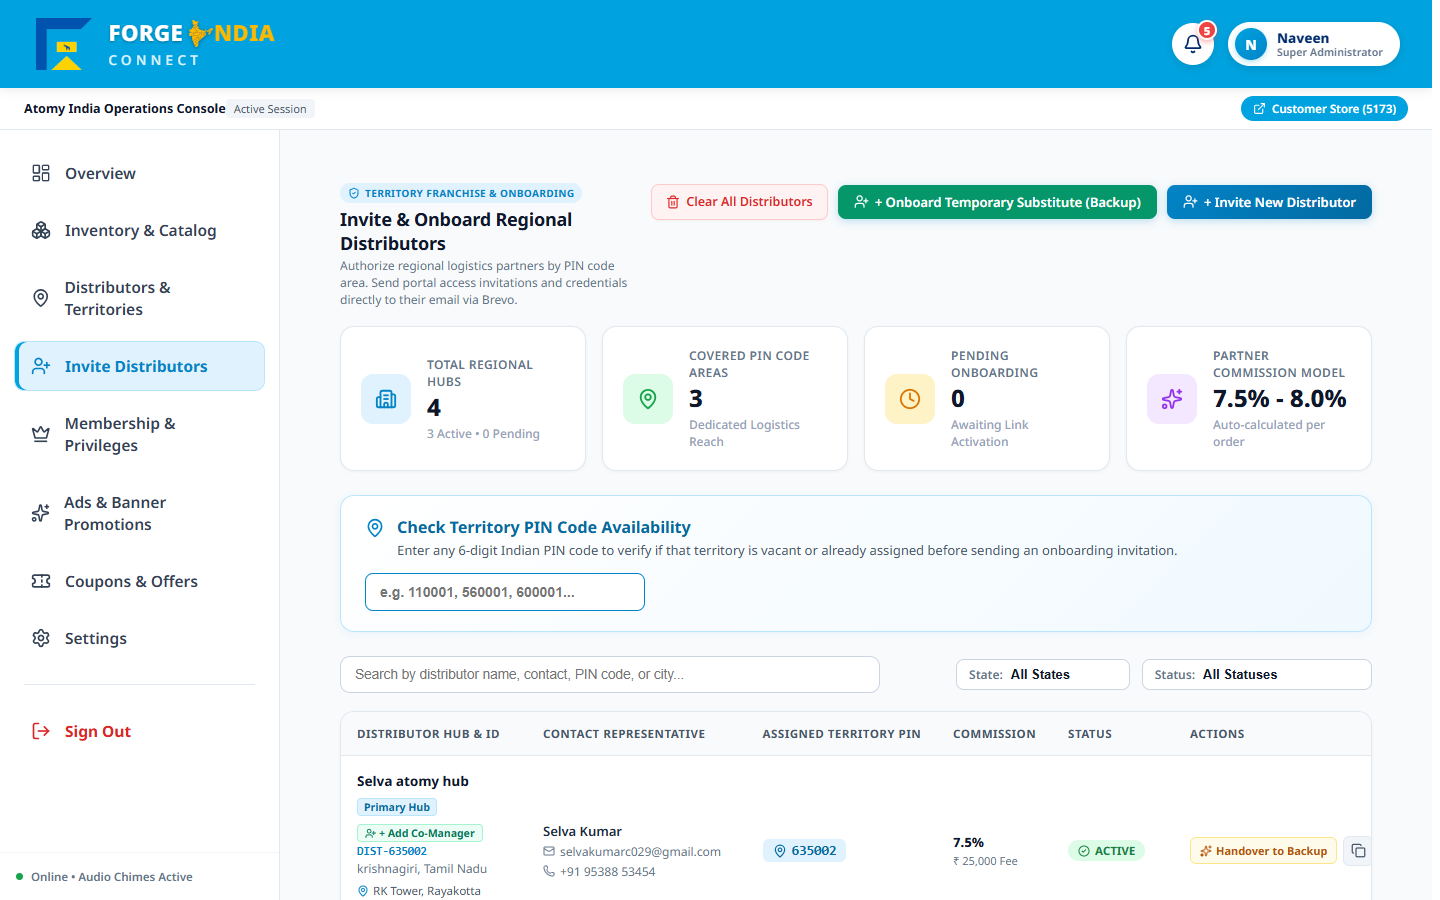 FORGE INDIA
CONNECT
5
N
Naveen
Super Administrator
Atomy India Operations Console
Active Session
Customer Store (5173)
Overview
Inventory & Catalog
Distributors &
Territories
Invite Distributors
Membership &
Privileges
Ads & Banner
Promotions
Coupons & Offers
Settings
Sign Out
Online • Audio Chimes Active
TERRITORY FRANCHISE & ONBOARDING
Invite & Onboard Regional
Distributors
Authorize regional logistics partners by PIN code
area. Send portal access invitations and credentials
directly to their email via Brevo.
Clear All Distributors
+ Onboard Temporary Substitute (Backup)
+ Invite New Distributor
TOTAL REGIONAL
HUBS
4
3 Active • 0 Pending
COVERED PIN CODE
AREAS
3
Dedicated Logistics
Reach
PENDING
ONBOARDING
0
Awaiting Link
Activation
PARTNER
COMMISSION MODEL
7.5% - 8.0%
Auto-calculated per
order
Check Territory PIN Code Availability
Enter any 6-digit Indian PIN code to verify if that territory is vacant or already assigned before sending an onboarding invitation.
e.g. 110001, 560001, 600001...
Search by distributor name, contact, PIN code, or city...
State: All States
Status: All Statuses
DISTRIBUTOR HUB & ID
CONTACT REPRESENTATIVE
ASSIGNED TERRITORY PIN
COMMISSION
STATUS
ACTIONS
Selva atomy hub
Primary Hub
+ Add Co-Manager
DIST-635002
krishnagiri, Tamil Nadu
RK Tower, Rayakotta
Selva Kumar
selvakumarc029@gmail.com
+91 95388 53454
635002
7.5%
₹ 25,000 Fee
ACTIVE
Handover to Backup